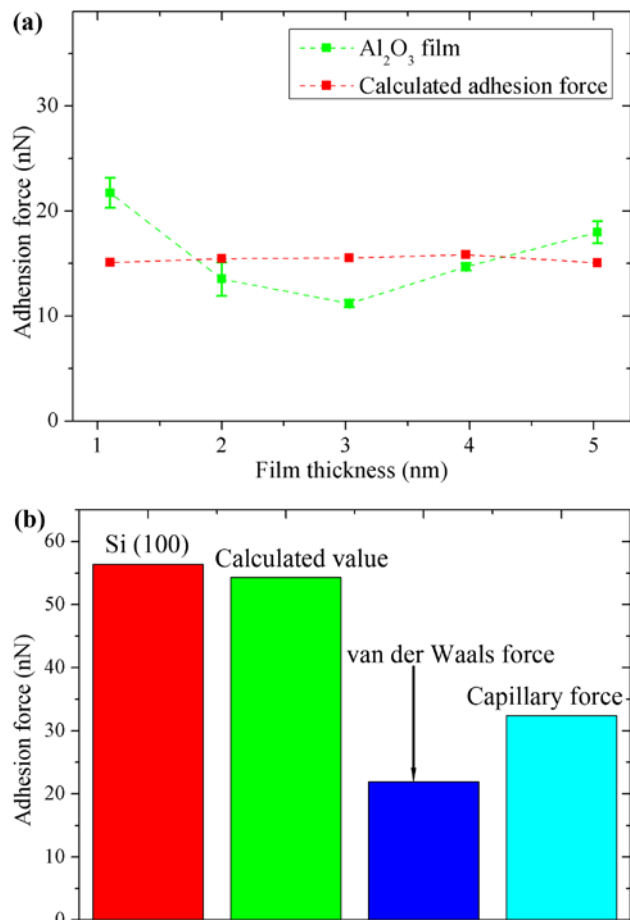 (a)
Al₂O₃ film
Calculated adhesion force
30
20
10
0
Adhension force (nN)
1 2 3 4 5
Film thickness (nm)
(b)
60
50
40
30
20
10
0
Adhesion force (nN)
Si (100)
Calculated value
van der Waals force
Capillary force